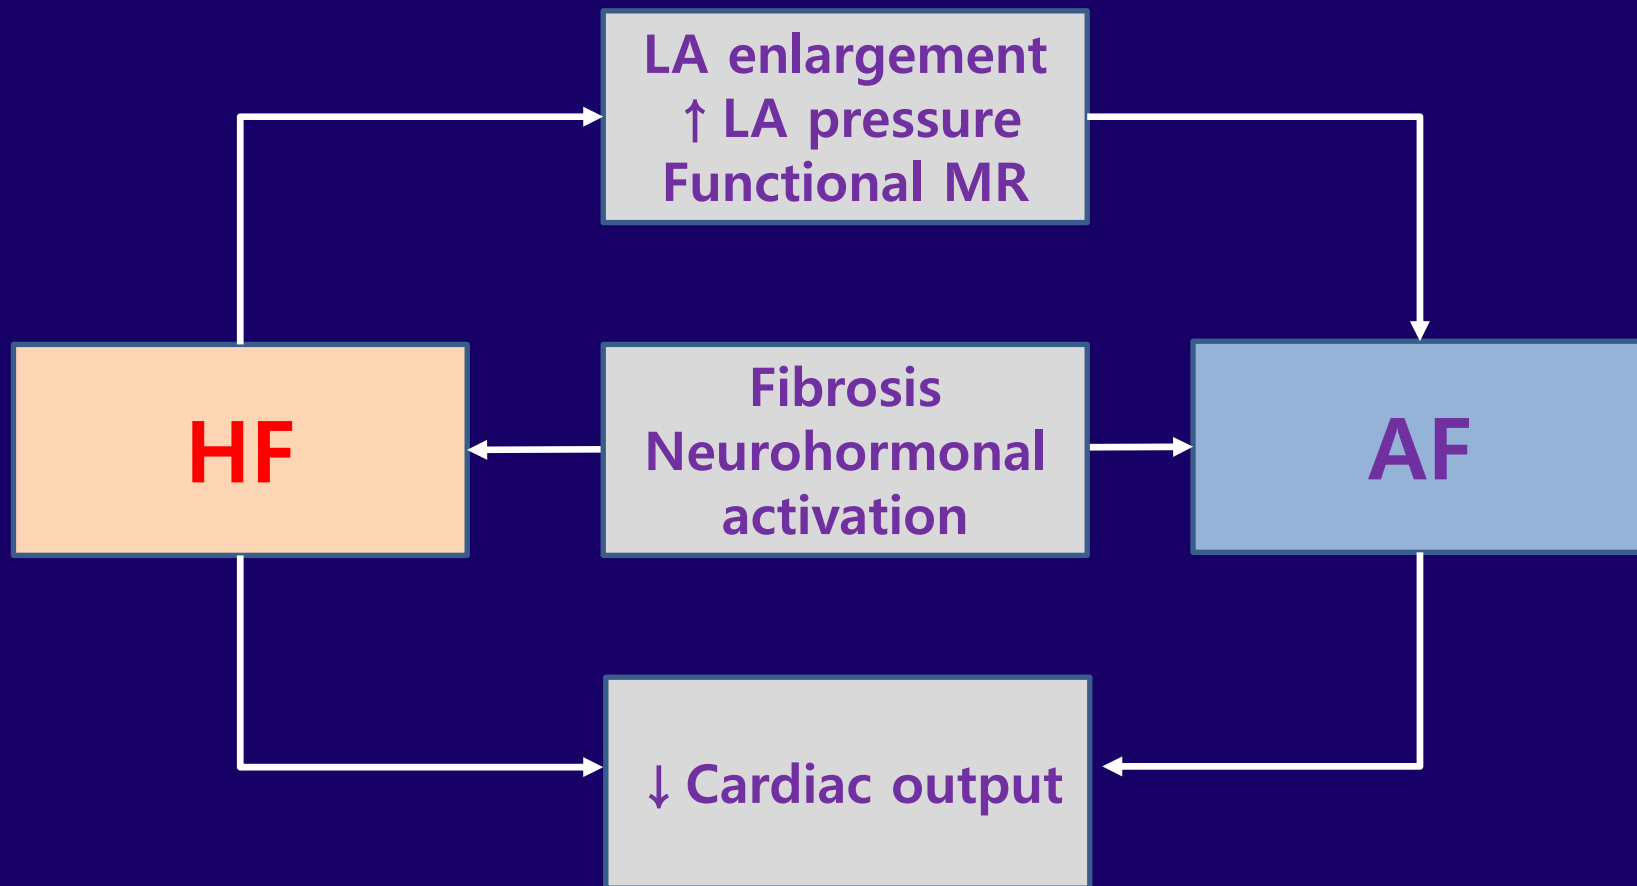 LA enlargement
↑ LA pressure
Functional MR
HF
Fibrosis
Neurohormonal
activation
AF
↓ Cardiac output